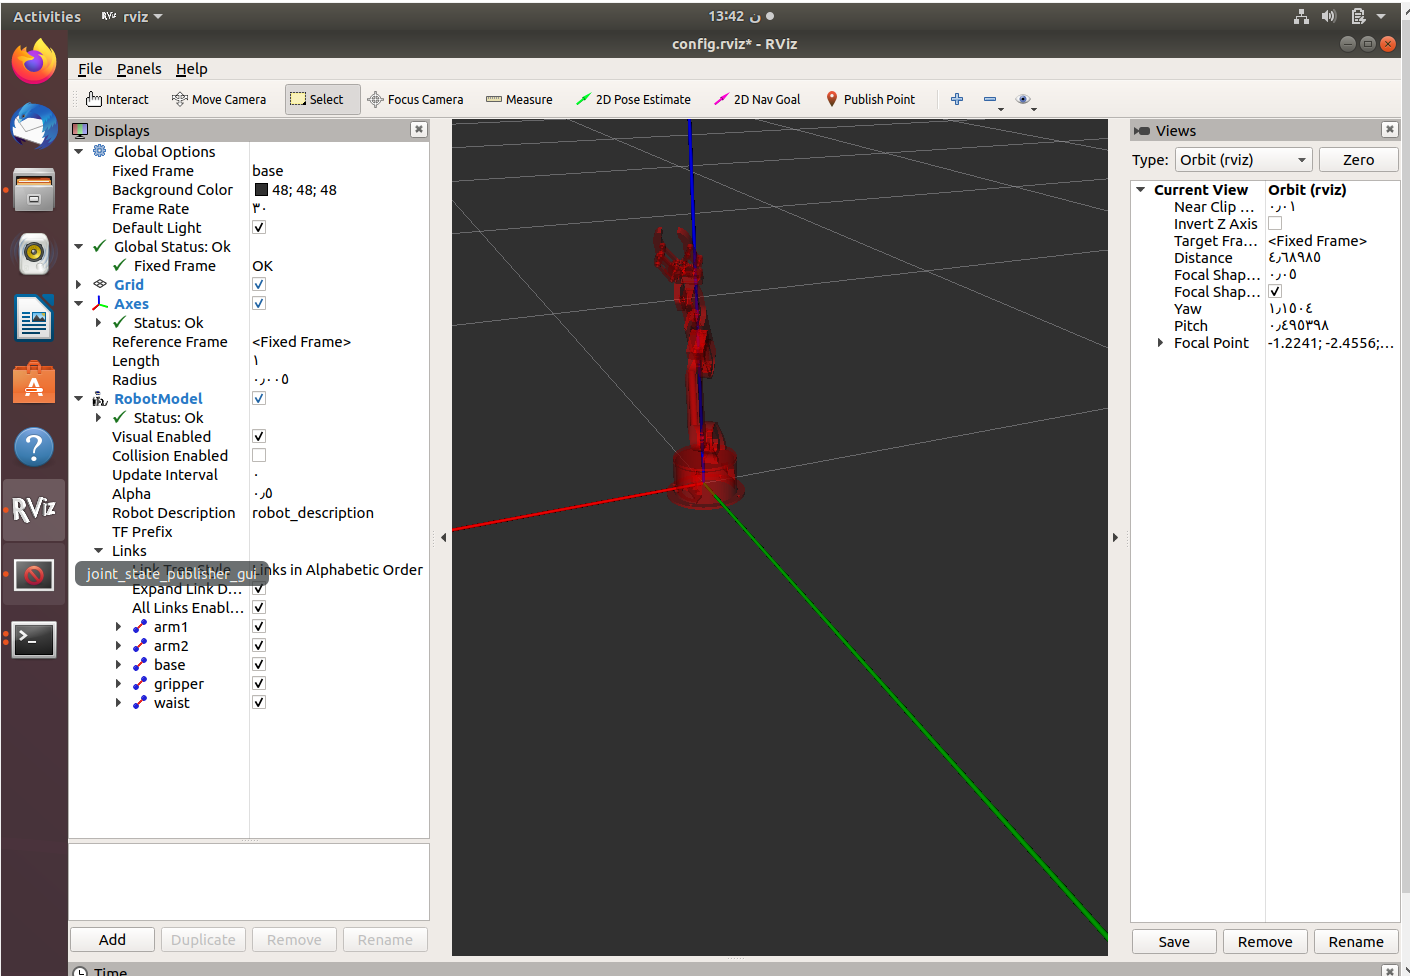 Activities rviz 13:42 ن
config.rviz* - RViz
File Panels Help
Interact Move Camera Select Focus Camera Measure 2D Pose Estimate 2D Nav Goal Publish Point
Displays
Global Options
Fixed Frame base
Background Color 48; 48; 48
Frame Rate ٣٠
Default Light
Global Status: Ok
Fixed Frame OK
Grid
Axes
Status: Ok
Reference Frame <Fixed Frame>
Length ١
Radius ٠٫٠٠٥
RobotModel
Status: Ok
Visual Enabled
Collision Enabled
Update Interval ٠
Alpha ٠٫٥
Robot Description robot_description
TF Prefix
Links
Link Tree Style Links in Alphabetic Order
joint_state_publisher_gui
Expand Link D...
All Links Enabl...
arm1
arm2
base
gripper
waist
Add Duplicate Remove Rename
Time
RViz
Views
Type: Orbit (rviz) Zero
Current View Orbit (rviz)
Near Clip ... ٠٫٠١
Invert Z Axis
Target Fra... <Fixed Frame>
Distance ٤٫٦٨٩٨٥
Focal Shap... ٠٫٠٥
Focal Shap...
Yaw ١٫١٥٠٤
Pitch ٠٫٤٩٥٣٩٨
Focal Point -1.2241; -2.4556;...
Save Remove Rename